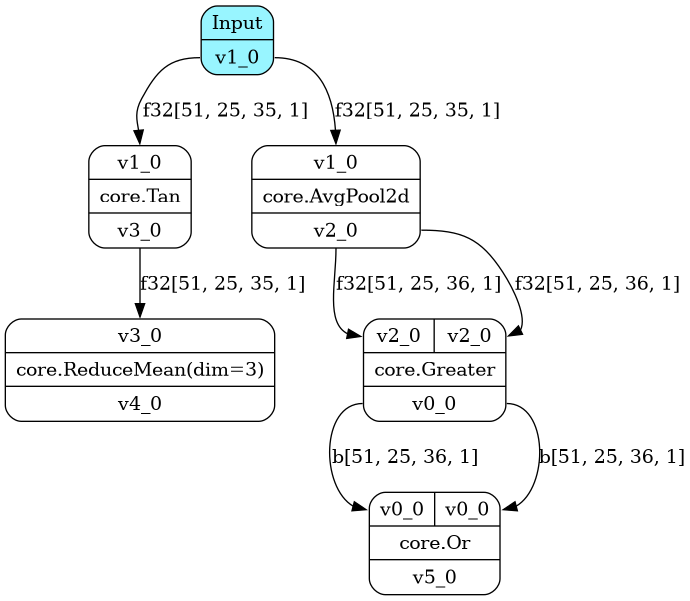 Input
v1_0
f32[51, 25, 35, 1]
f32[51, 25, 35, 1]
v1_0
core.Tan
v3_0
v1_0
core.AvgPool2d
v2_0
f32[51, 25, 35, 1]
f32[51, 25, 36, 1]
f32[51, 25, 36, 1]
v3_0
core.ReduceMean(dim=3)
v4_0
v2_0
v2_0
core.Greater
v0_0
b[51, 25, 36, 1]
b[51, 25, 36, 1]
v0_0
v0_0
core.Or
v5_0